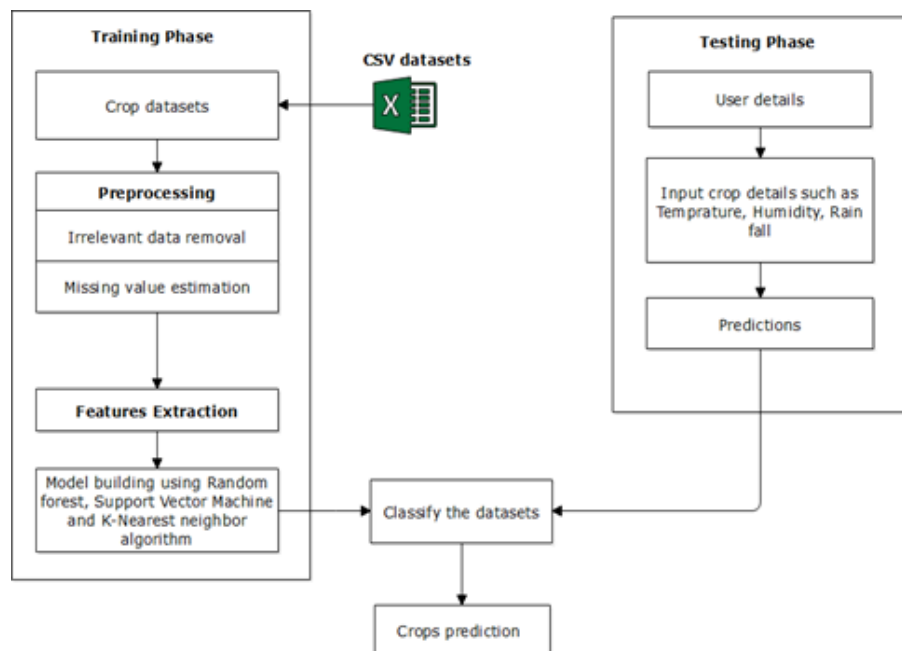 Training Phase
CSV datasets
Crop datasets
X
Preprocessing
Irrelevant data removal
Missing value estimation
Features Extraction
Model building using Random
forest, Support Vector Machine
and K-Nearest neighbor
algorithm
Testing Phase
User details
Input crop details such as
Temprature, Humidity, Rain
fall
Predictions
Classify the datasets
Crops prediction